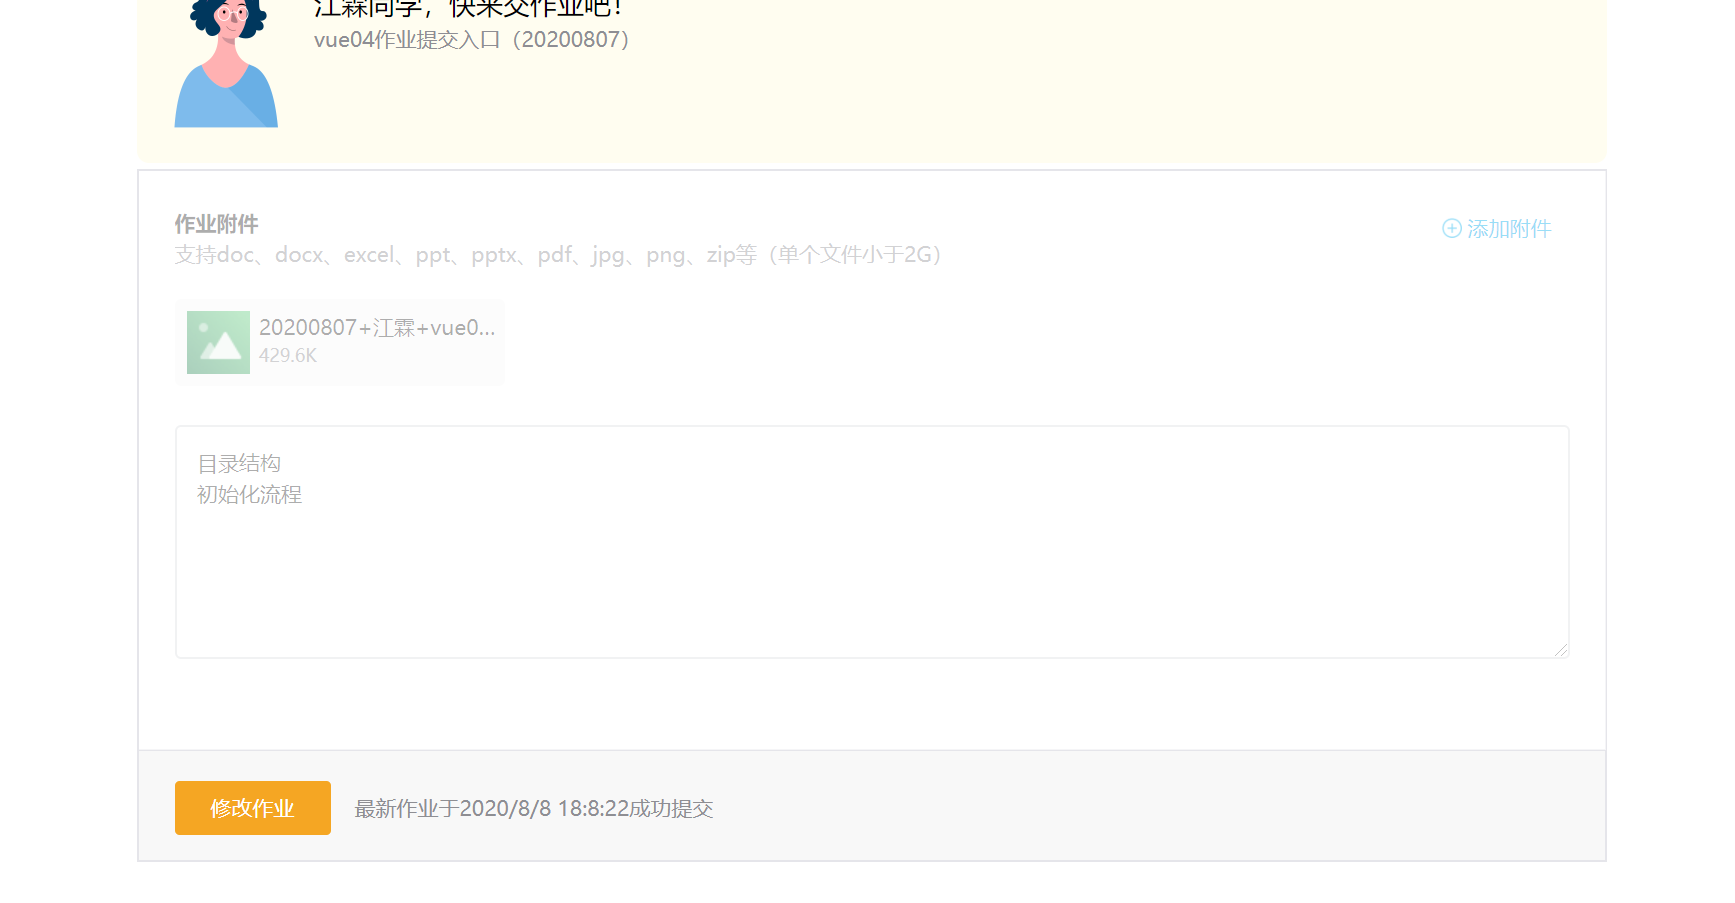 江霖同学，快来交作业吧！
vue04作业提交入口（20200807）
作业附件
添加附件
支持doc、docx、excel、ppt、pptx、pdf、jpg、png、zip等（单个文件小于2G）
20200807+江霖+vue0...
429.6K
目录结构
初始化流程
修改作业
最新作业于2020/8/8 18:8:22成功提交